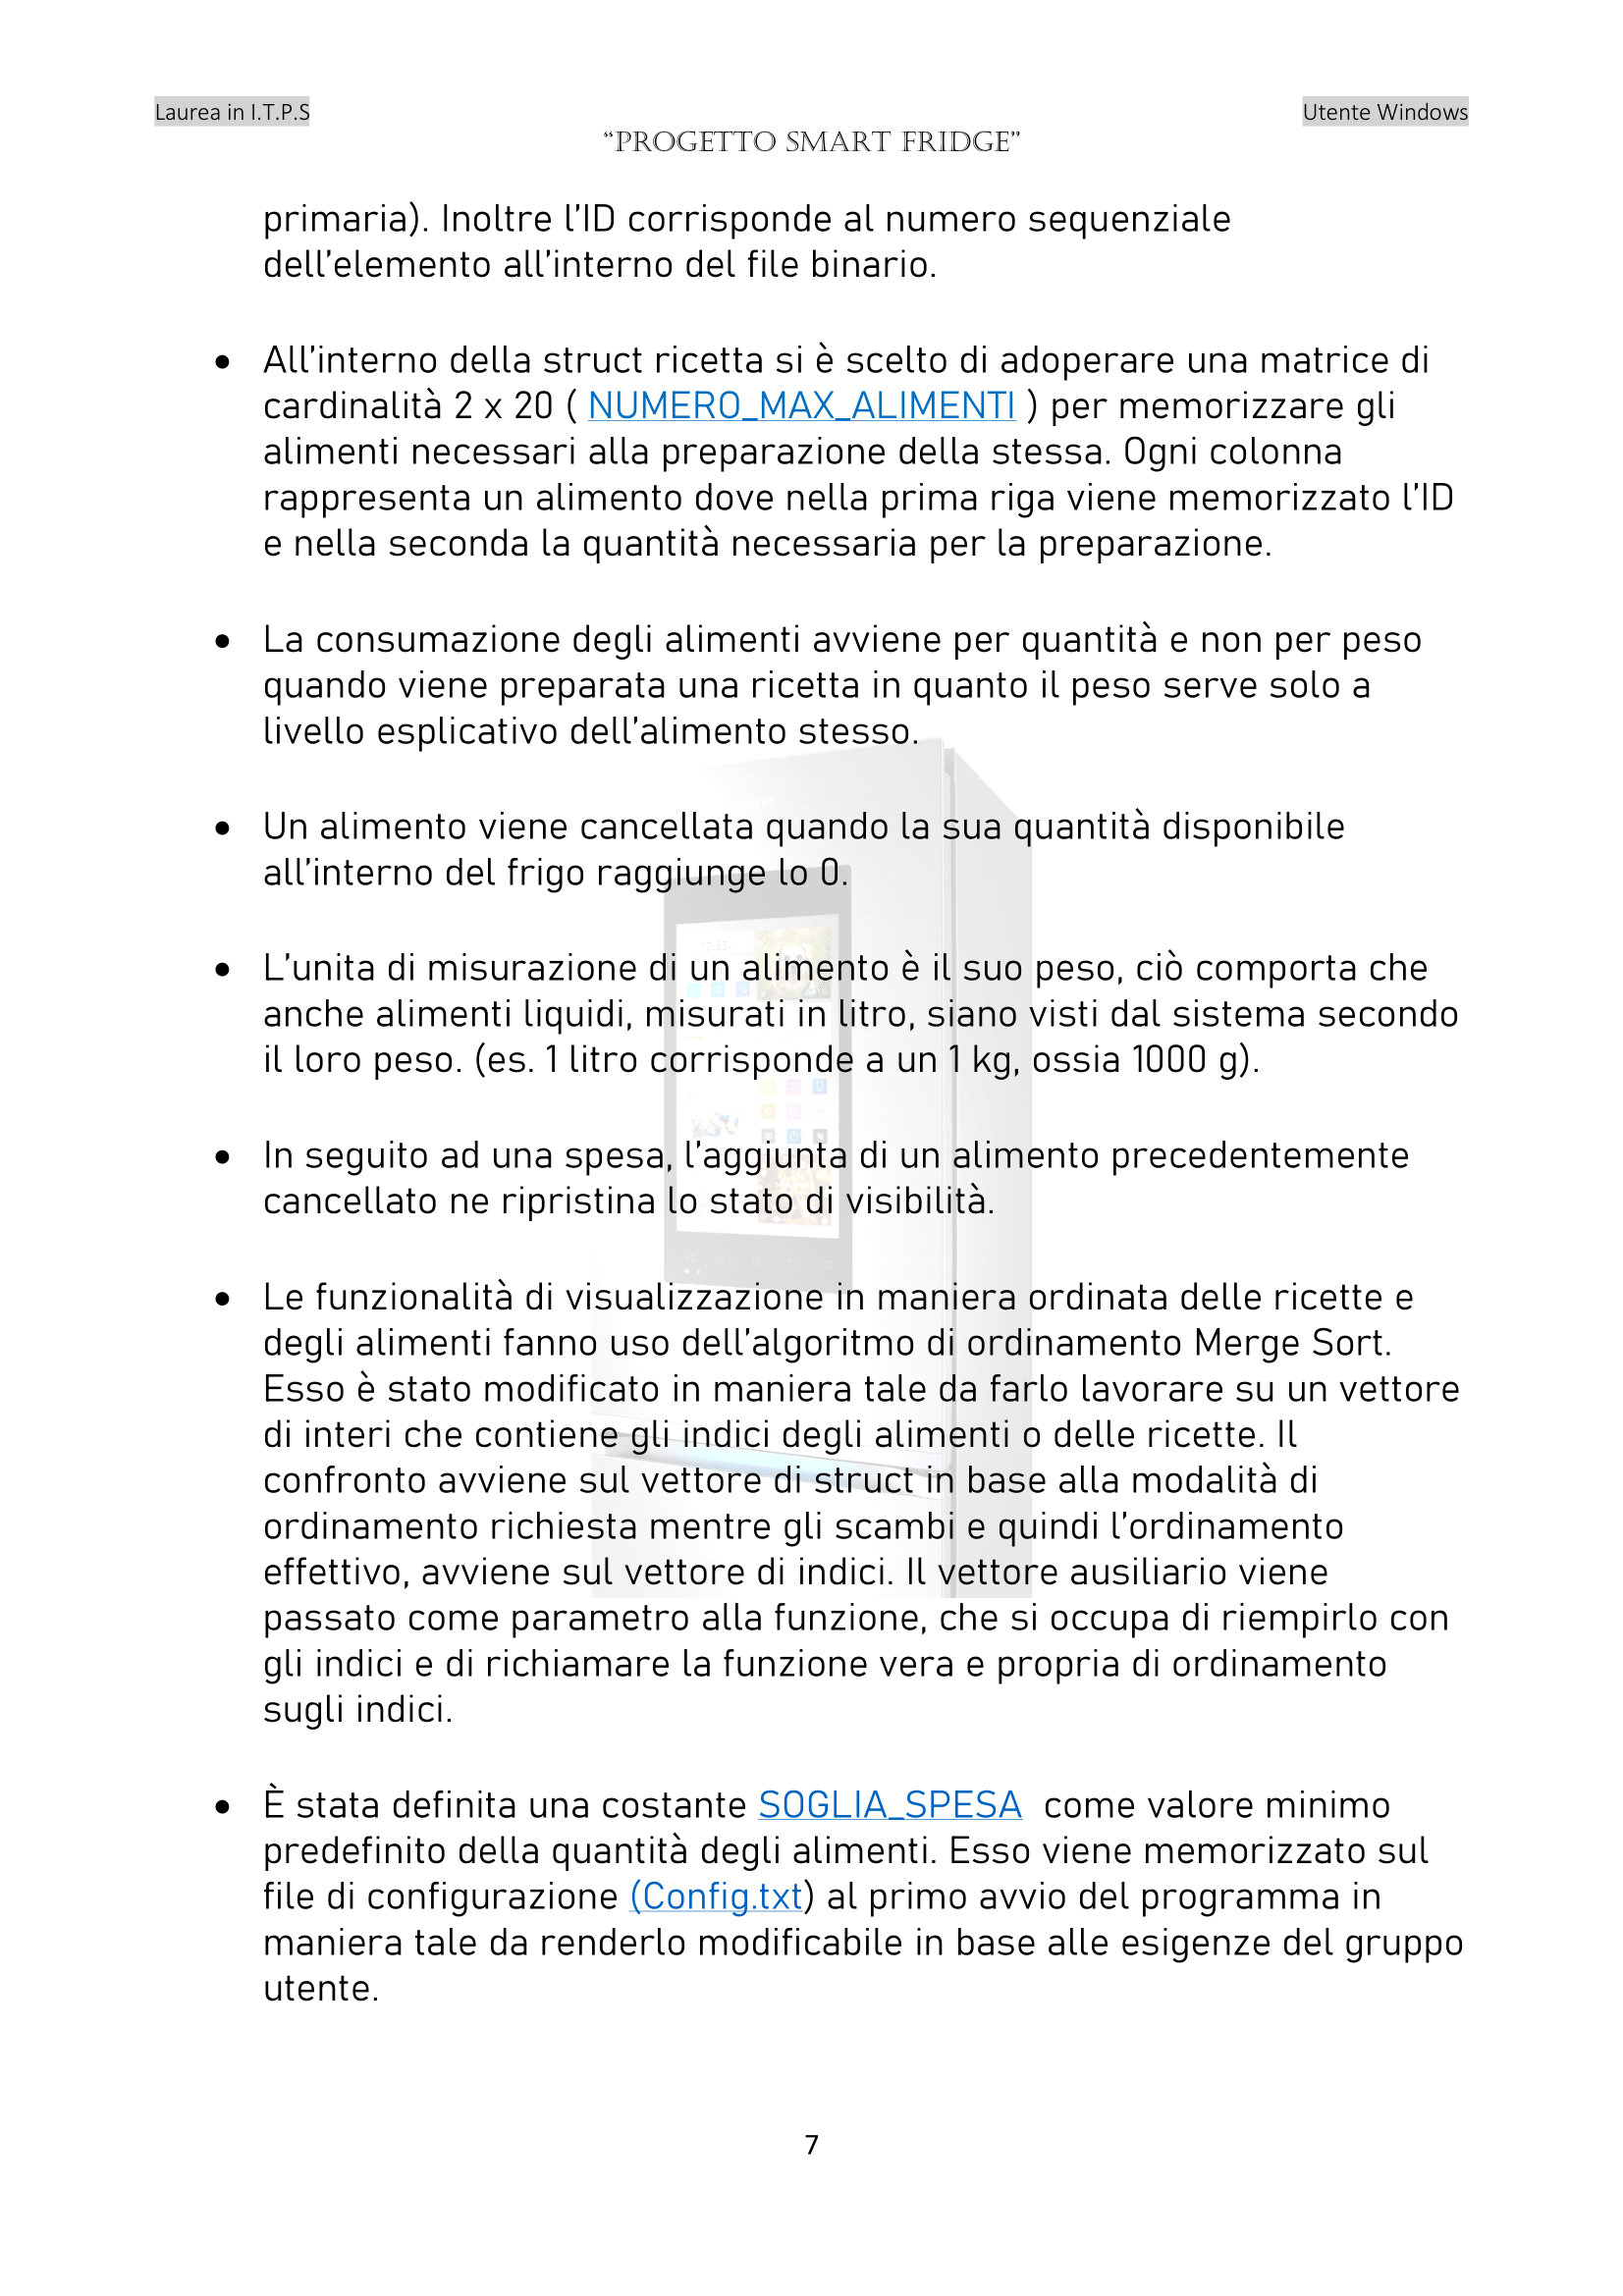 Laurea in I.T.P.S
Utente Windows
“PROGETTO SMART FRIDGE”
primaria). Inoltre l’ID corrisponde al numero sequenziale
dell’elemento all’interno del file binario.
• All’interno della struct ricetta si è scelto di adoperare una matrice di
cardinalità 2 x 20 ( NUMERO_MAX_ALIMENTI ) per memorizzare gli
alimenti necessari alla preparazione della stessa. Ogni colonna
rappresenta un alimento dove nella prima riga viene memorizzato l’ID
e nella seconda la quantità necessaria per la preparazione.
• La consumazione degli alimenti avviene per quantità e non per peso
quando viene preparata una ricetta in quanto il peso serve solo a
livello esplicativo dell’alimento stesso.
• Un alimento viene cancellata quando la sua quantità disponibile
all’interno del frigo raggiunge lo 0.
• L’unita di misurazione di un alimento è il suo peso, ciò comporta che
anche alimenti liquidi, misurati in litro, siano visti dal sistema secondo
il loro peso. (es. 1 litro corrisponde a un 1 kg, ossia 1000 g).
• In seguito ad una spesa, l’aggiunta di un alimento precedentemente
cancellato ne ripristina lo stato di visibilità.
• Le funzionalità di visualizzazione in maniera ordinata delle ricette e
degli alimenti fanno uso dell’algoritmo di ordinamento Merge Sort.
Esso è stato modificato in maniera tale da farlo lavorare su un vettore
di interi che contiene gli indici degli alimenti o delle ricette. Il
confronto avviene sul vettore di struct in base alla modalità di
ordinamento richiesta mentre gli scambi e quindi l’ordinamento
effettivo, avviene sul vettore di indici. Il vettore ausiliario viene
passato come parametro alla funzione, che si occupa di riempirlo con
gli indici e di richiamare la funzione vera e propria di ordinamento
sugli indici.
• È stata definita una costante SOGLIA_SPESA  come valore minimo
predefinito della quantità degli alimenti. Esso viene memorizzato sul
file di configurazione (Config.txt) al primo avvio del programma in
maniera tale da renderlo modificabile in base alle esigenze del gruppo
utente.
7